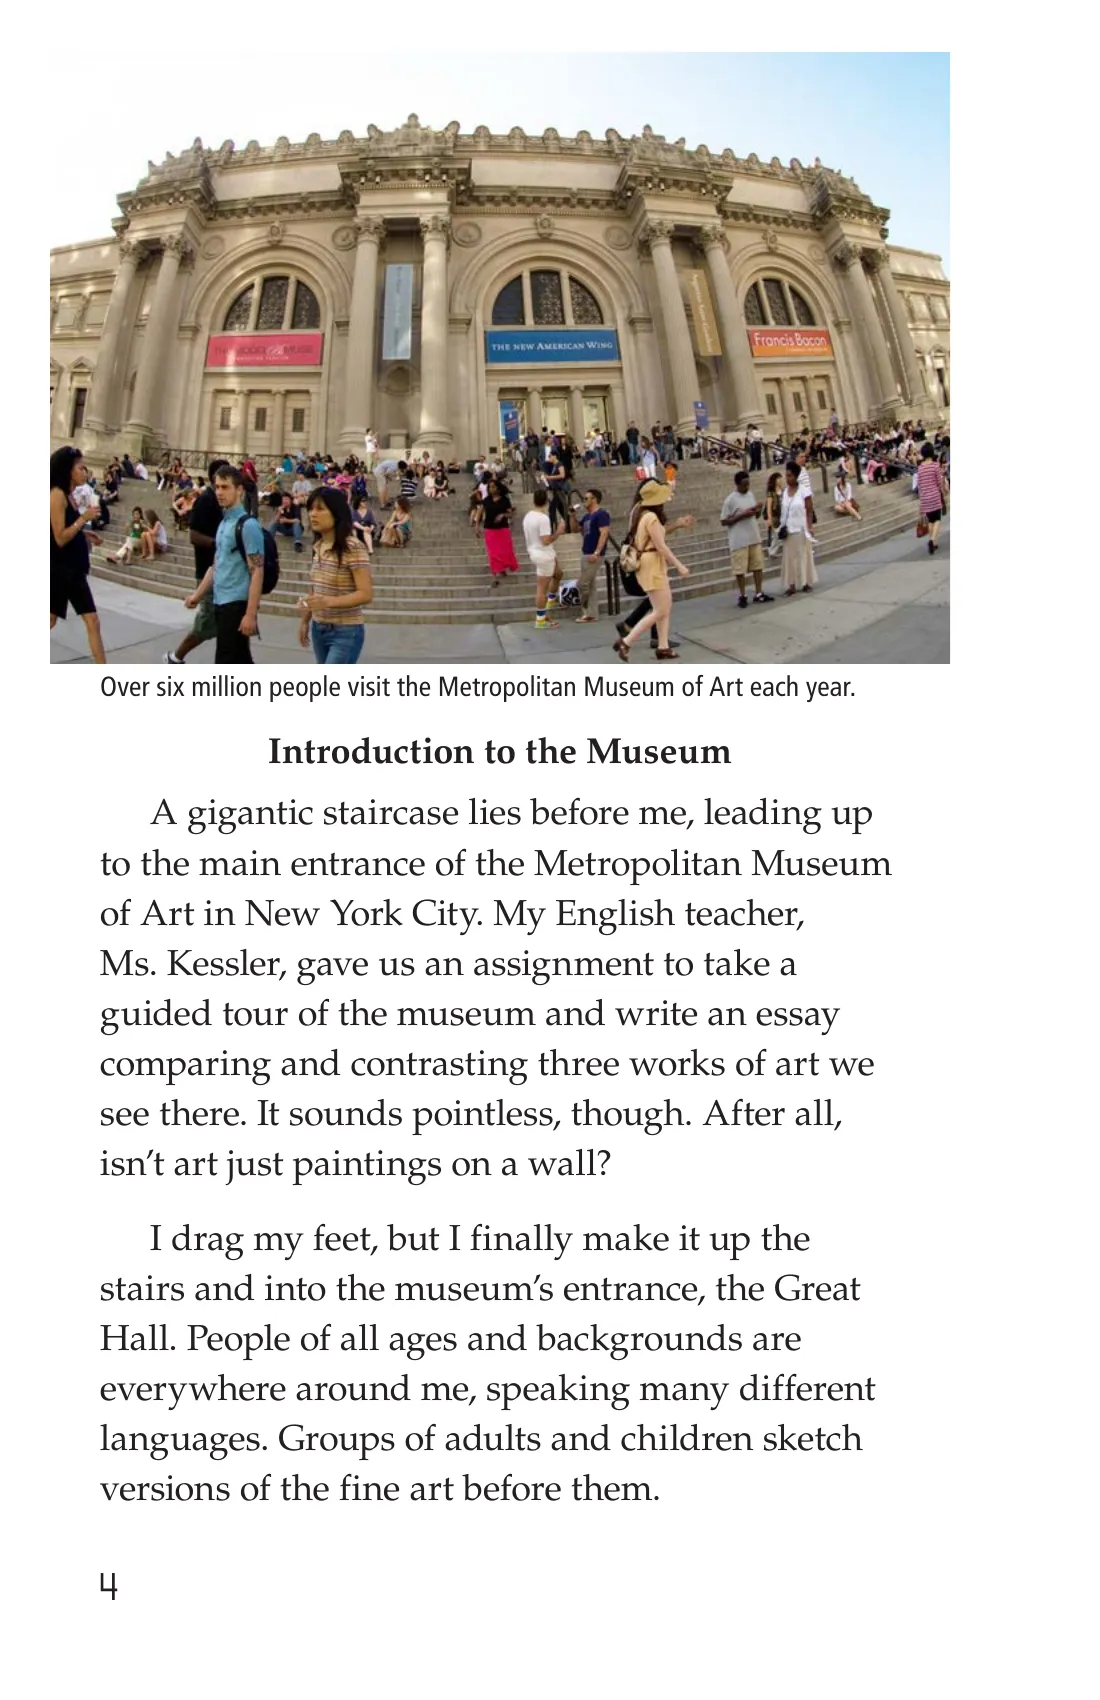 THE NEW AMERICAN WING
Francis Bacon
Over six million people visit the Metropolitan Museum of Art each year.
Introduction to the Museum
A gigantic staircase lies before me, leading up
to the main entrance of the Metropolitan Museum
of Art in New York City. My English teacher,
Ms. Kessler, gave us an assignment to take a
guided tour of the museum and write an essay
comparing and contrasting three works of art we
see there. It sounds pointless, though. After all,
isn’t art just paintings on a wall?
I drag my feet, but I finally make it up the
stairs and into the museum’s entrance, the Great
Hall. People of all ages and backgrounds are
everywhere around me, speaking many different
languages. Groups of adults and children sketch
versions of the fine art before them.
4